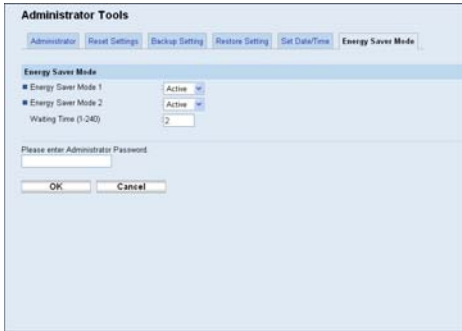 Administrator Tools
Administrator Reset Settings Backup Setting Restore Setting Set Date/Time Energy Saver Mode
Energy Saver Mode
Energy Saver Mode 1 Active
Energy Saver Mode 2 Active
Waiting Time (1-240) 2
Please enter Administrator Password.
OK Cancel